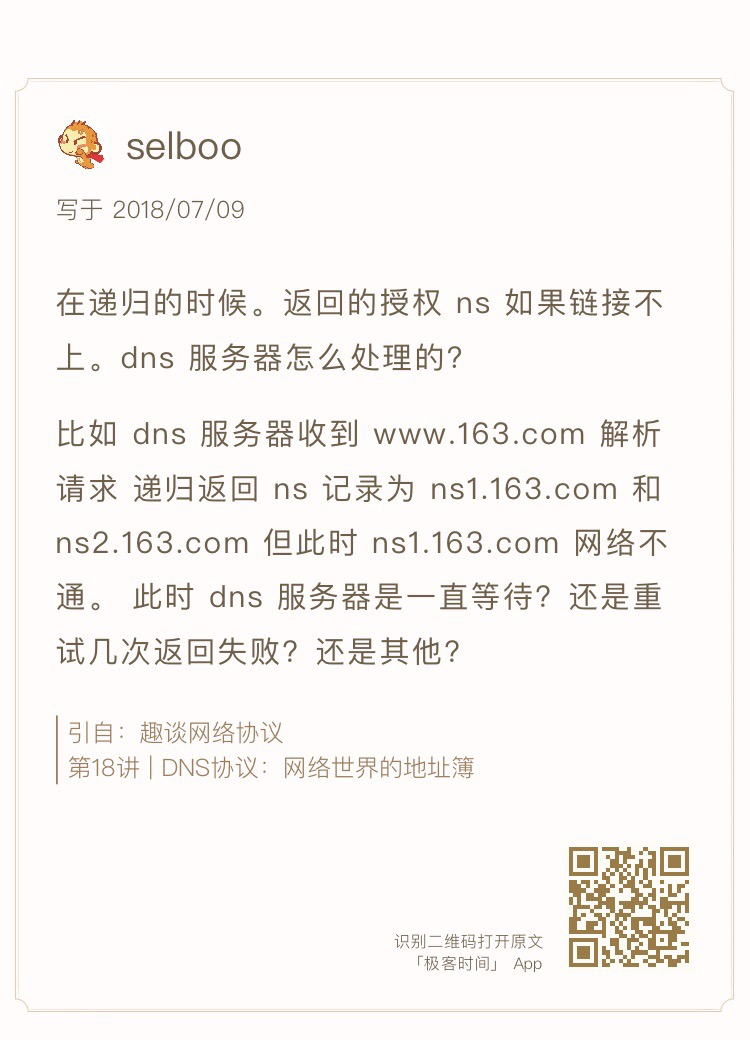 selboo
写于 2018/07/09
在递归的时候。返回的授权 ns 如果链接不
上。dns 服务器怎么处理的？
比如 dns 服务器收到 www.163.com 解析
请求 递归返回 ns 记录为 ns1.163.com 和
ns2.163.com 但此时 ns1.163.com 网络不
通。 此时 dns 服务器是一直等待？还是重
试几次返回失败？还是其他？
引自：趣谈网络协议
第18讲 | DNS协议：网络世界的地址簿
识别二维码打开原文
「极客时间」 App